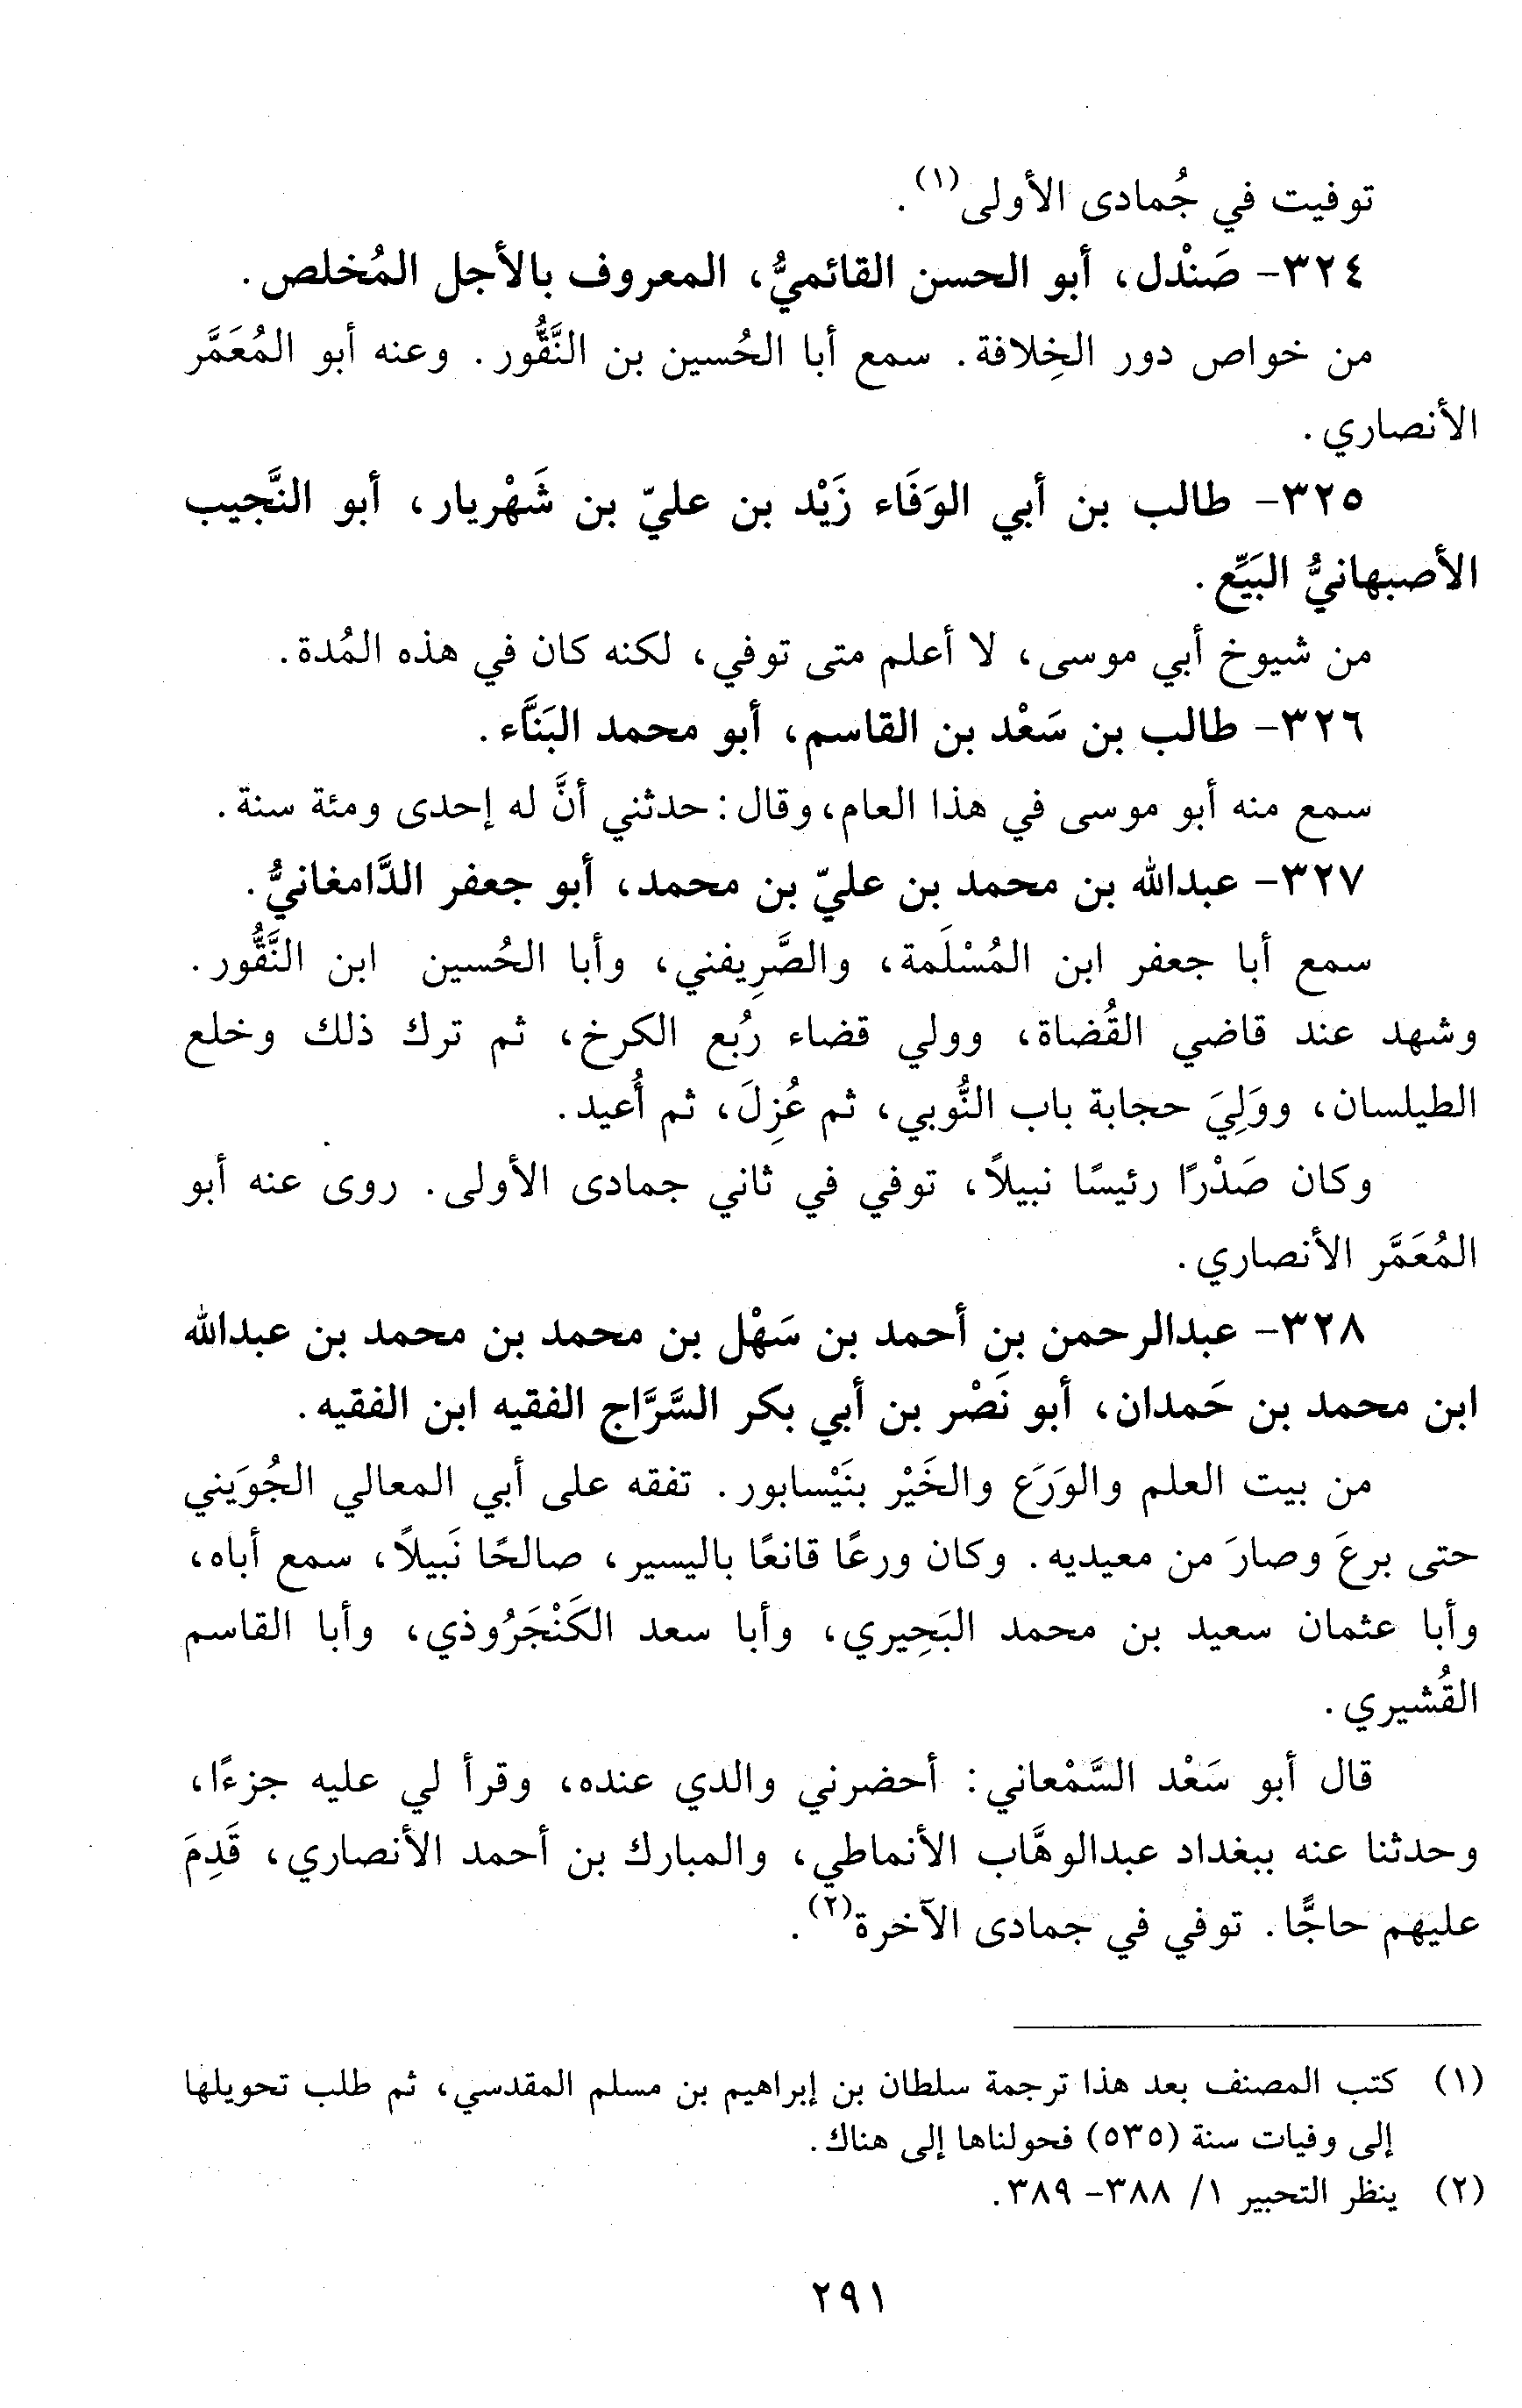 توفيت في جُمادى الأولى(١).
٣٢٤- صَنْدل، أبو الحسن القائميُّ، المعروف بالأجل المُخلص.
من خواص دور الخِلافة. سمع أبا الحُسين بن النَّقُّور. وعنه أبو المُعَمَّر
الأنصاري.
٣٢٥- طالب بن أبي الوَفَاء زَيْد بن عليّ بن شَهْريار، أبو النَّجيب
الأصبهانيُّ البَيِّع.
من شيوخ أبي موسى، لا أعلم متى توفي، لكنه كان في هذه المُدة.
٣٢٦- طالب بن سَعْد بن القاسم، أبو محمد البَنَّاء.
سمع منه أبو موسى في هذا العام، وقال: حدثني أنَّ له إحدى ومئة سنة.
٣٢٧- عبدالله بن محمد بن عليّ بن محمد، أبو جعفر الدَّامغانيُّ.
سمع أبا جعفر ابن المُسْلَمة، والصَّرِيفني، وأبا الحُسين ابن النَّقُّور.
وشهد عند قاضي القُضاة، وولي قضاء رُبع الكرخ، ثم ترك ذلك وخلع
الطيلسان، ووَلِيَ حجابة باب النُّوبي، ثم عُزِلَ، ثم أُعيد.
وكان صَدْرًا رئيسًا نبيلاً، توفي في ثاني جمادى الأولى. روى عنه أبو
المُعَمَّر الأنصاري.
٣٢٨- عبدالرحمن بن أحمد بن سَهْل بن محمد بن محمد بن عبدالله
ابن محمد بن حَمدان، أبو نَصْر بن أبي بكر السَّرَّاج الفقيه ابن الفقيه.
من بيت العلم والوَرَع والخَيْر بنَيْسابور. تفقه على أبي المعالي الجُوَيني
حتى برعَ وصارَ من معيديه. وكان ورعًا قانعًا باليسير، صالحًا نَبيلاً، سمع أباه،
وأبا عثمان سعيد بن محمد البَحِيري، وأبا سعد الكَنْجَرُوذي، وأبا القاسم
القُشيري.
قال أبو سَعْد السَّمْعاني: أحضرني والدي عنده، وقرأ لي عليه جزءًا،
وحدثنا عنه ببغداد عبدالوهَّاب الأنماطي، والمبارك بن أحمد الأنصاري، قَدِمَ
عليهم حاجًّا. توفي في جمادى الآخرة(٢).
(١) كتب المصنف بعد هذا ترجمة سلطان بن إبراهيم بن مسلم المقدسي، ثم طلب تحويلها
إلى وفيات سنة (٥٣٥) فحولناها إلى هناك.
(٢) ينظر التحبير ١/ ٣٨٨- ٣٨٩.
٢٩١